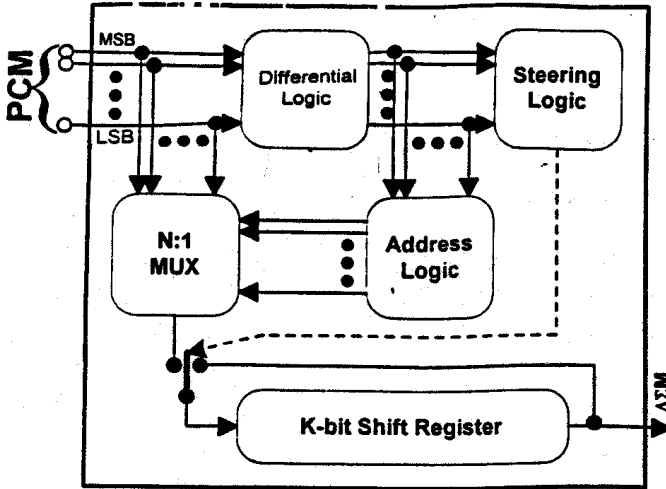 PCM
MSB
LSB
Differential
Logic
Steering
Logic
N:1
MUX
Address
Logic
K-bit Shift Register
ΔΣM